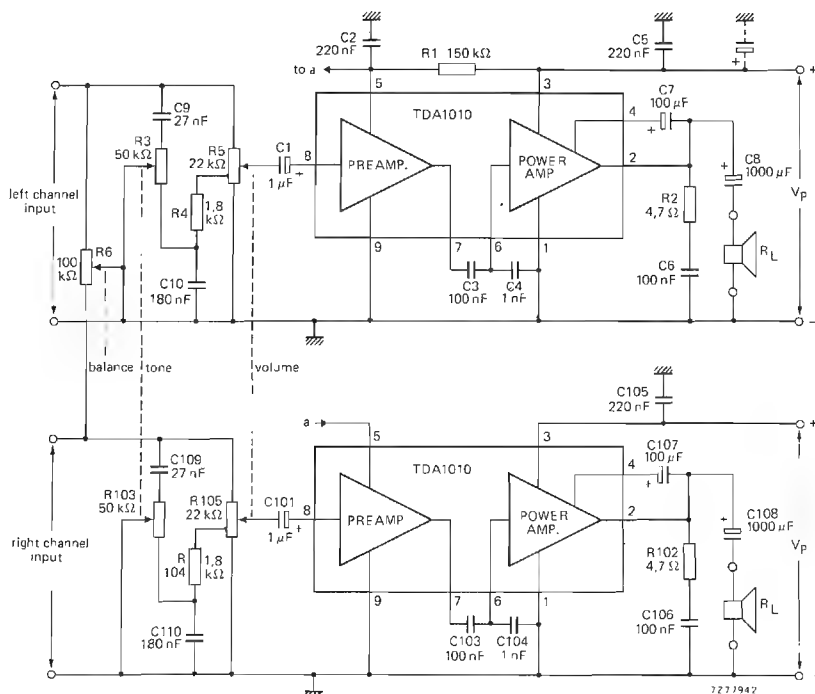 C2
220 nF
R1 150 kΩ
C5
220 nF
+
to a
+
5
3
C7
100 μF
C9
27 nF
TDA1010
4
+
R3
50 kΩ
R5
22 kΩ
C1
1 μF
+
8
PREAMP.
POWER
AMP.
2
+
C8
1000 μF
VP
left channel
input
R4
1,8
kΩ
R2
4,7 Ω
RL
100
kΩ
R6
9
7
6
1
C10
180 nF
C3
100 nF
C4
1 nF
C6
100 nF
–
balance
tone
volume
C105
220 nF
a
+
5
3
C107
100 μF
C109
27 nF
TDA1010
4
+
R103
50 kΩ
R105
22 kΩ
C101
1 μF
+
8
PREAMP
POWER
AMP.
2
+
C108
1000 μF
VP
right channel
input
R
104
1,8
kΩ
R102
4,7 Ω
RL
9
7
6
1
C110
180 nF
C103
100 nF
C104
1 nF
C106
100 nF
7277942